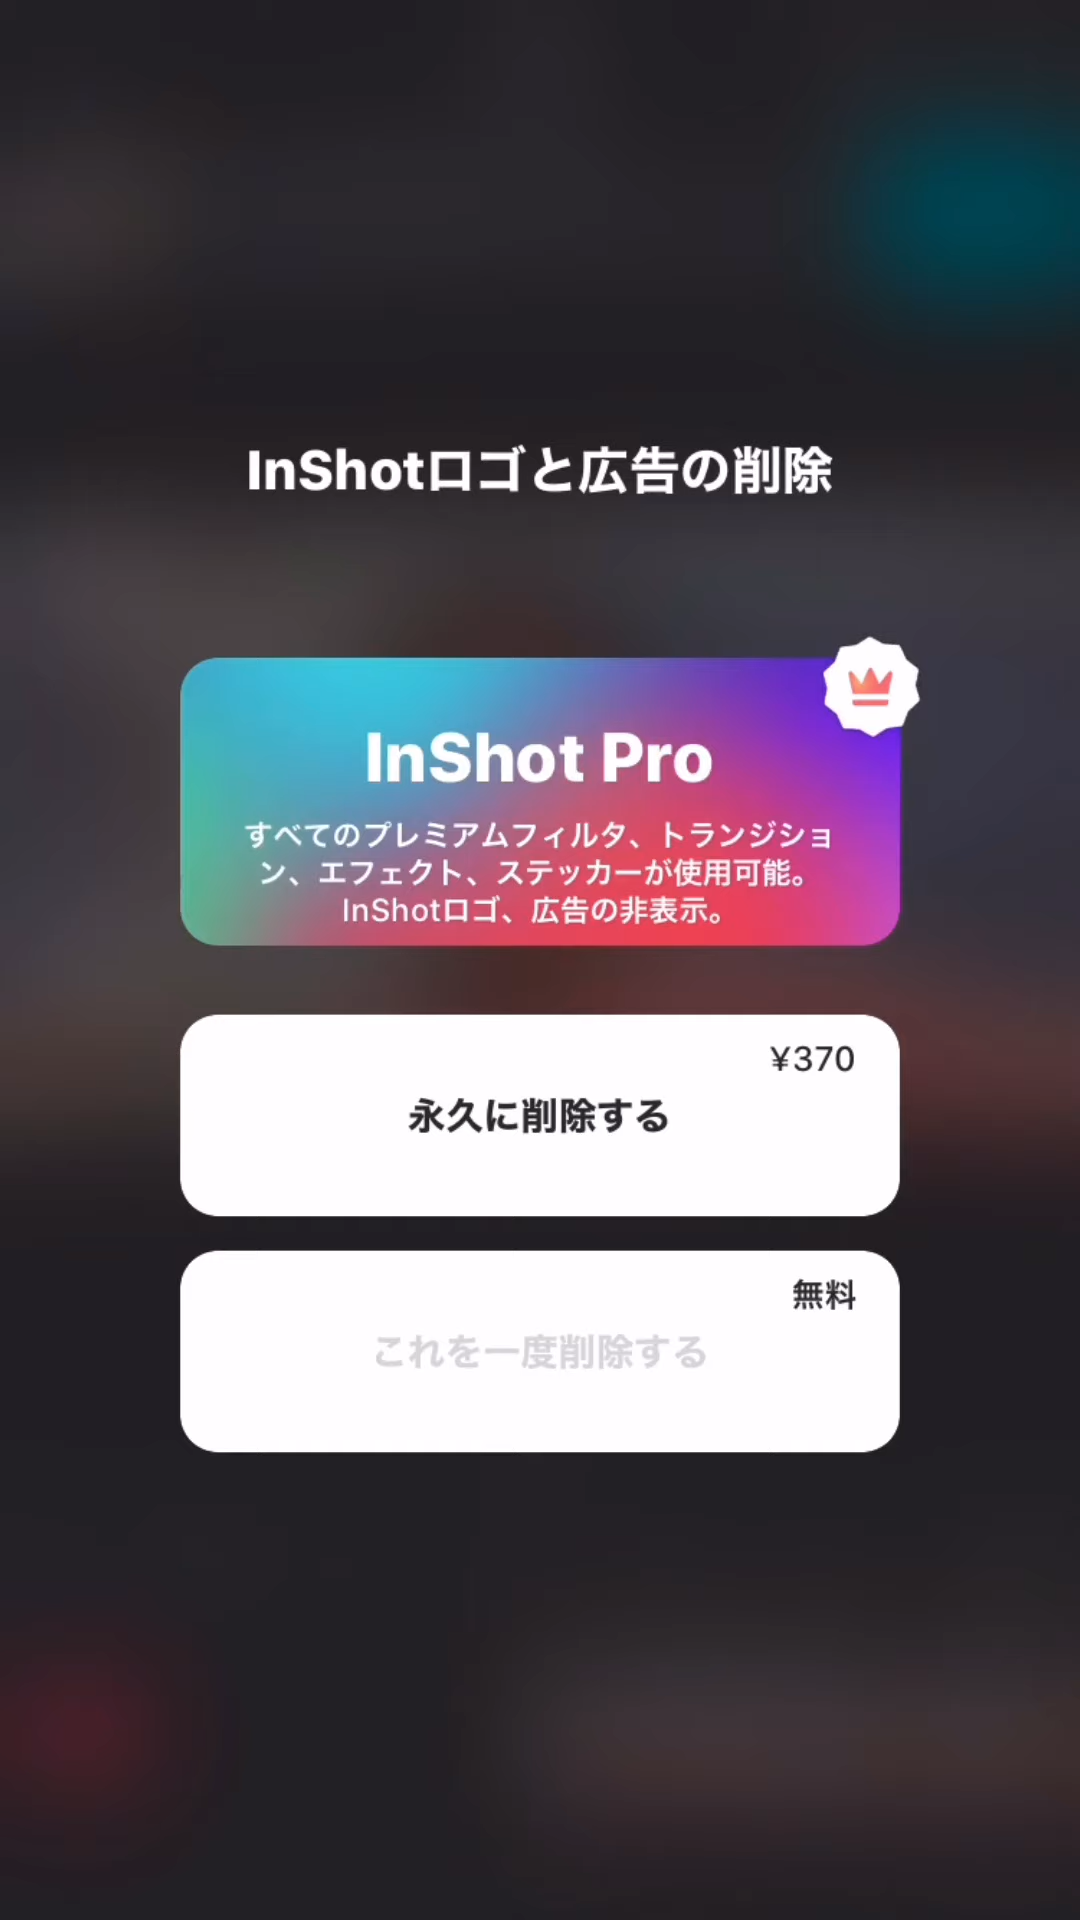 InShotロゴと広告の削除
InShot Pro
すべてのプレミアムフィルタ、トランジショ
ン、エフェクト、ステッカーが使用可能。
InShotロゴ、広告の非表示。
¥370
永久に削除する
無料
これを一度削除する